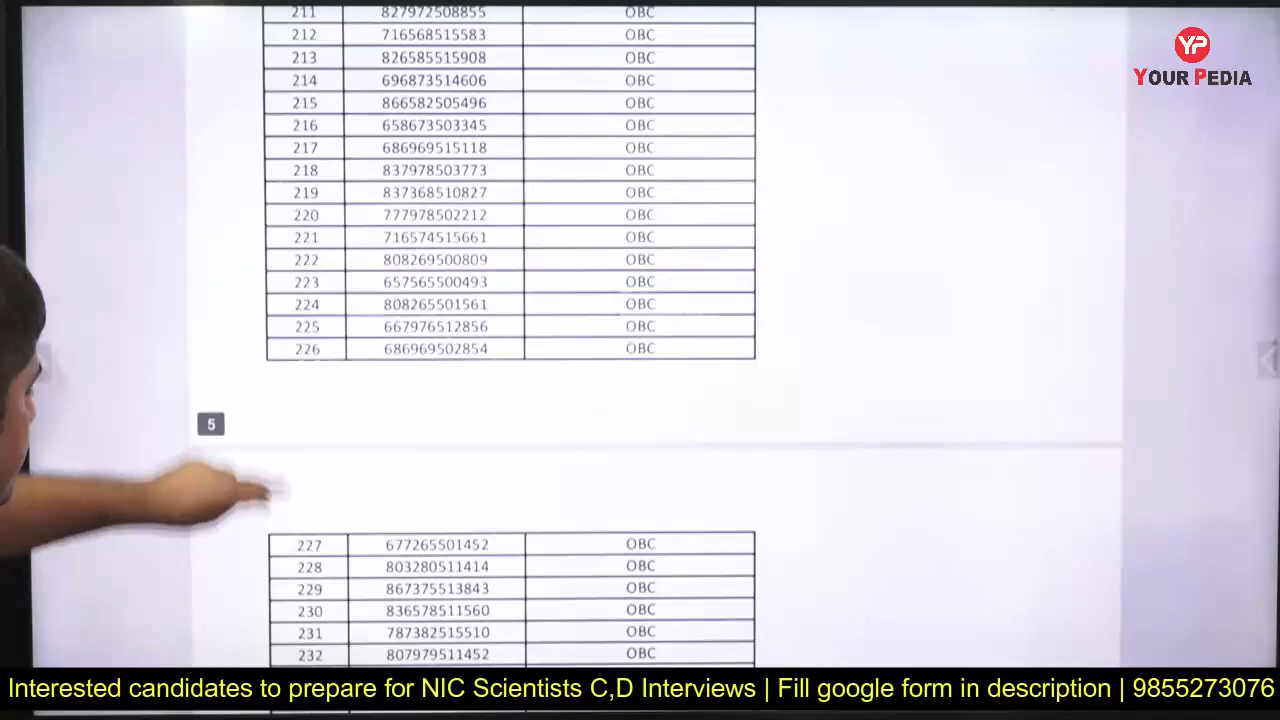 211 827972508855 OBC
212 716568515583 OBC
213 826585515908 OBC
214 696873514606 OBC
215 866582505496 OBC
216 658673503345 OBC
217 686969515118 OBC
218 837978503773 OBC
219 837368510827 OBC
220 777978502212 OBC
221 716574515661 OBC
222 808269500809 OBC
223 657565500493 OBC
224 808265501561 OBC
225 667976512856 OBC
226 686969502854 OBC
5
227 677265501452 OBC
228 803280511414 OBC
229 867375513843 OBC
230 836578511560 OBC
231 787382515510 OBC
232 807979511452 OBC
YP
YOUR PEDIA
Interested candidates to prepare for NIC Scientists C,D Interviews | Fill google form in description | 9855273076